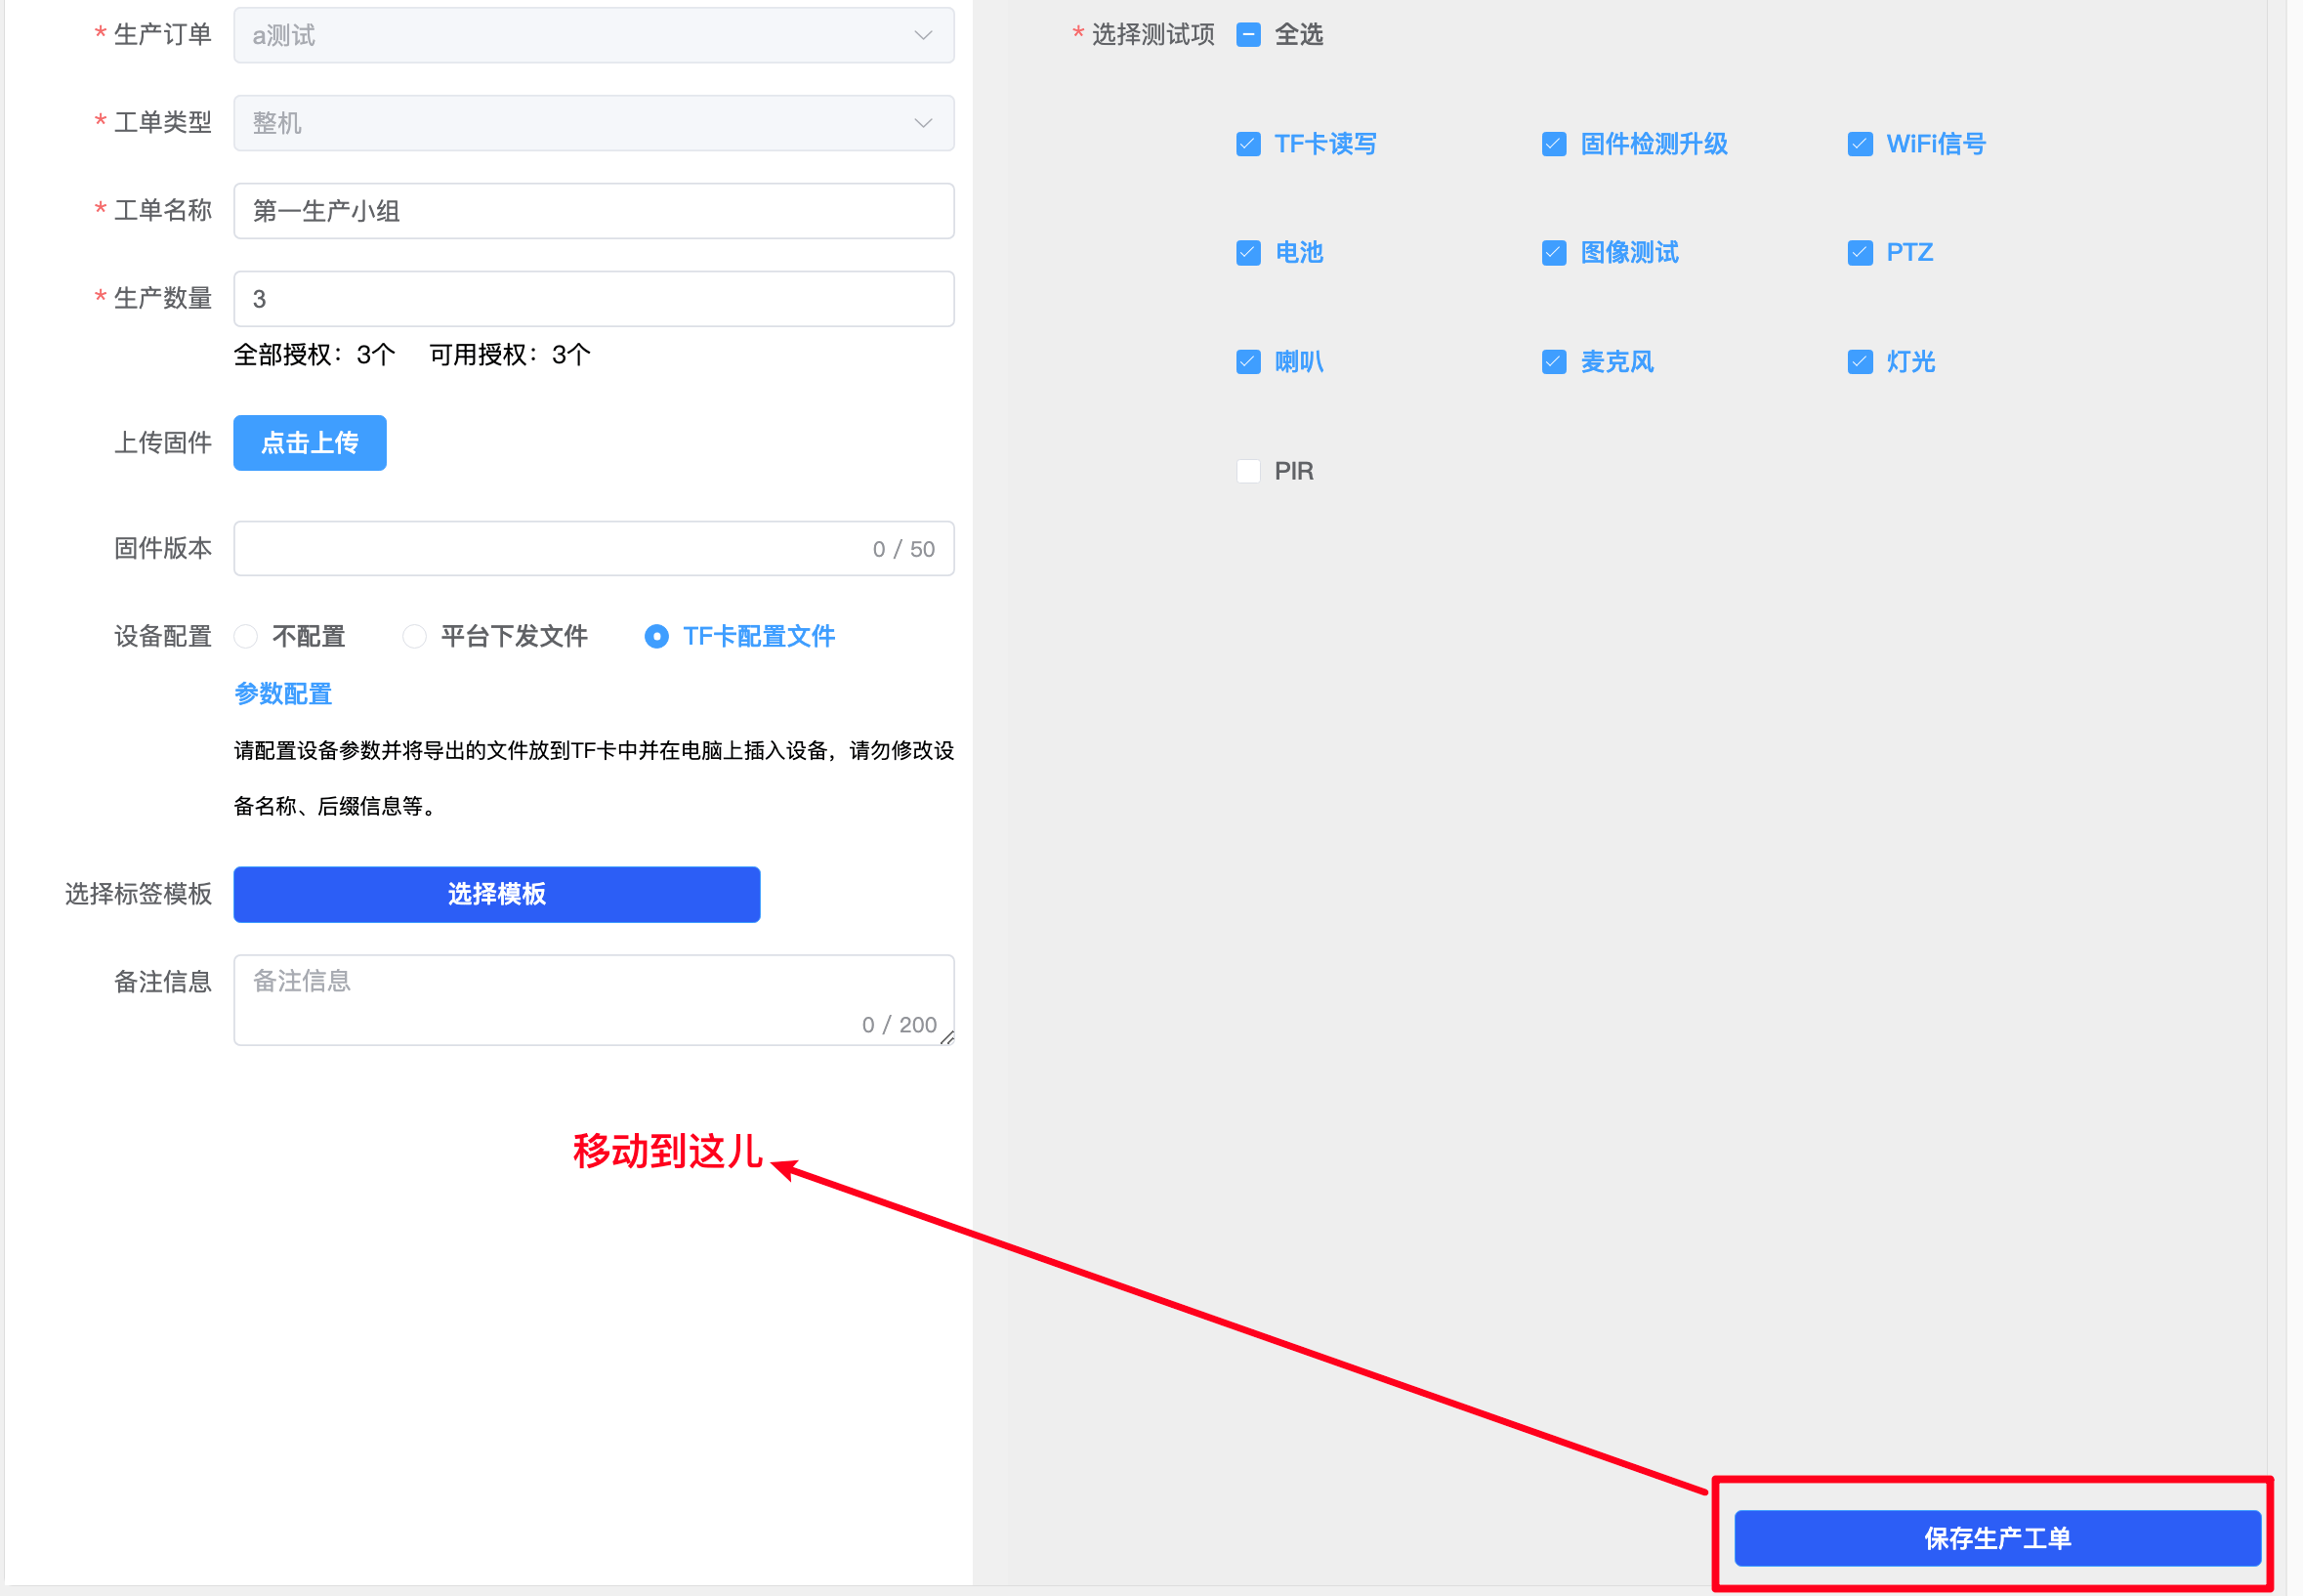 * 生产订单 a测试
* 工单类型 整机
* 工单名称 第一生产小组
* 生产数量 3
全部授权：3个 可用授权：3个
上传固件 点击上传
固件版本 0 / 50
设备配置 不配置 平台下发文件 TF卡配置文件
参数配置
请配置设备参数并将导出的文件放到TF卡中并在电脑上插入设备，请勿修改设
备名称、后缀信息等。
选择标签模板 选择模板
备注信息 备注信息
0 / 200
移动到这儿
* 选择测试项 全选
TF卡读写 固件检测升级 WiFi信号
电池 图像测试 PTZ
喇叭 麦克风 灯光
PIR
保存生产工单